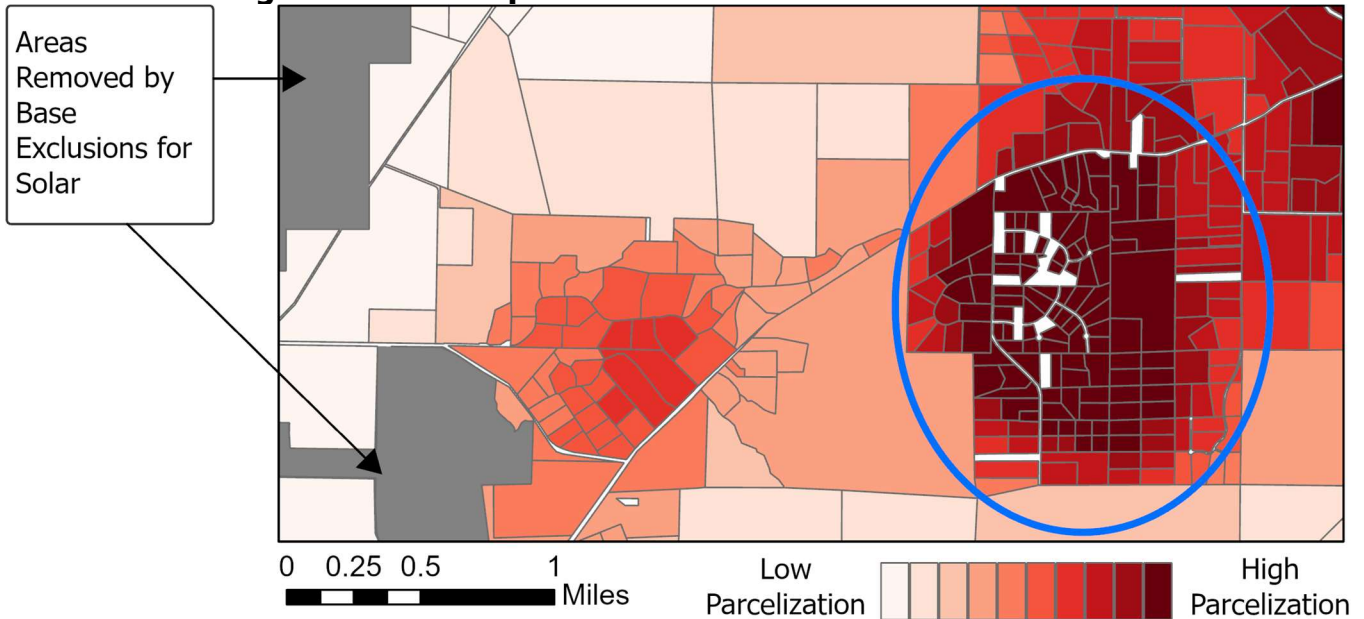 Areas
Removed by
Base
Exclusions for
Solar
0 0.25 0.5 1
Miles
Low
Parcelization
High
Parcelization